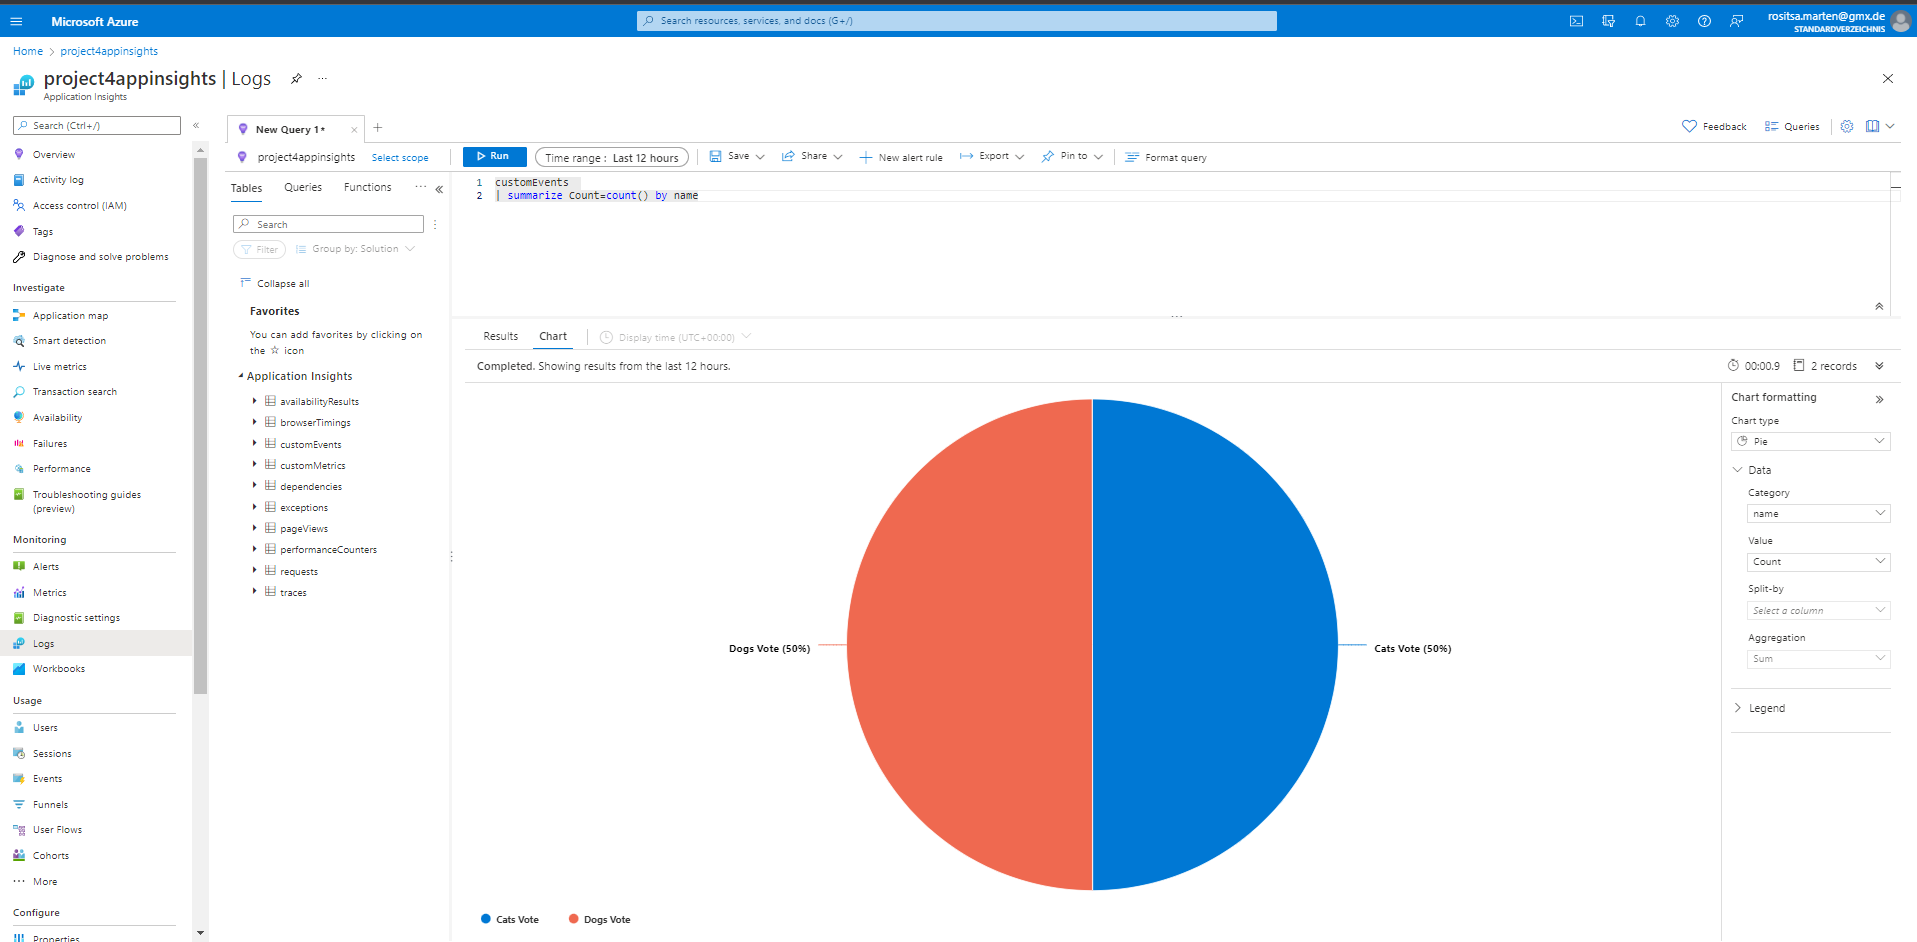 Microsoft Azure
Search resources, services, and docs (G+/)
rositsa.marten@gmx.de
STANDARDVERZEICHNIS
Home > project4appinsights
project4appinsights | Logs
Application Insights
Search (Ctrl+/)
Overview
Activity log
Access control (IAM)
Tags
Diagnose and solve problems
Investigate
Application map
Smart detection
Live metrics
Transaction search
Availability
Failures
Performance
Troubleshooting guides
(preview)
Monitoring
Alerts
Metrics
Diagnostic settings
Logs
Workbooks
Usage
Users
Sessions
Events
Funnels
User Flows
Cohorts
More
Configure
Properties
New Query 1*
Feedback
Queries
project4appinsights
Select scope
Run
Time range : Last 12 hours
Save
Share
New alert rule
Export
Pin to
Format query
Tables
Queries
Functions
Search
Filter
Group by: Solution
Collapse all
Favorites
You can add favorites by clicking on
the ☆ icon
Application Insights
availabilityResults
browserTimings
customEvents
customMetrics
dependencies
exceptions
pageViews
performanceCounters
requests
traces
1 customEvents
2 | summarize Count=count() by name
Results
Chart
Display time (UTC+00:00)
Completed. Showing results from the last 12 hours.
00:00.9
2 records
Dogs Vote (50%)
Cats Vote (50%)
Cats Vote
Dogs Vote
Chart formatting
Chart type
Pie
Data
Category
name
Value
Count
Split-by
Select a column
Aggregation
Sum
Legend